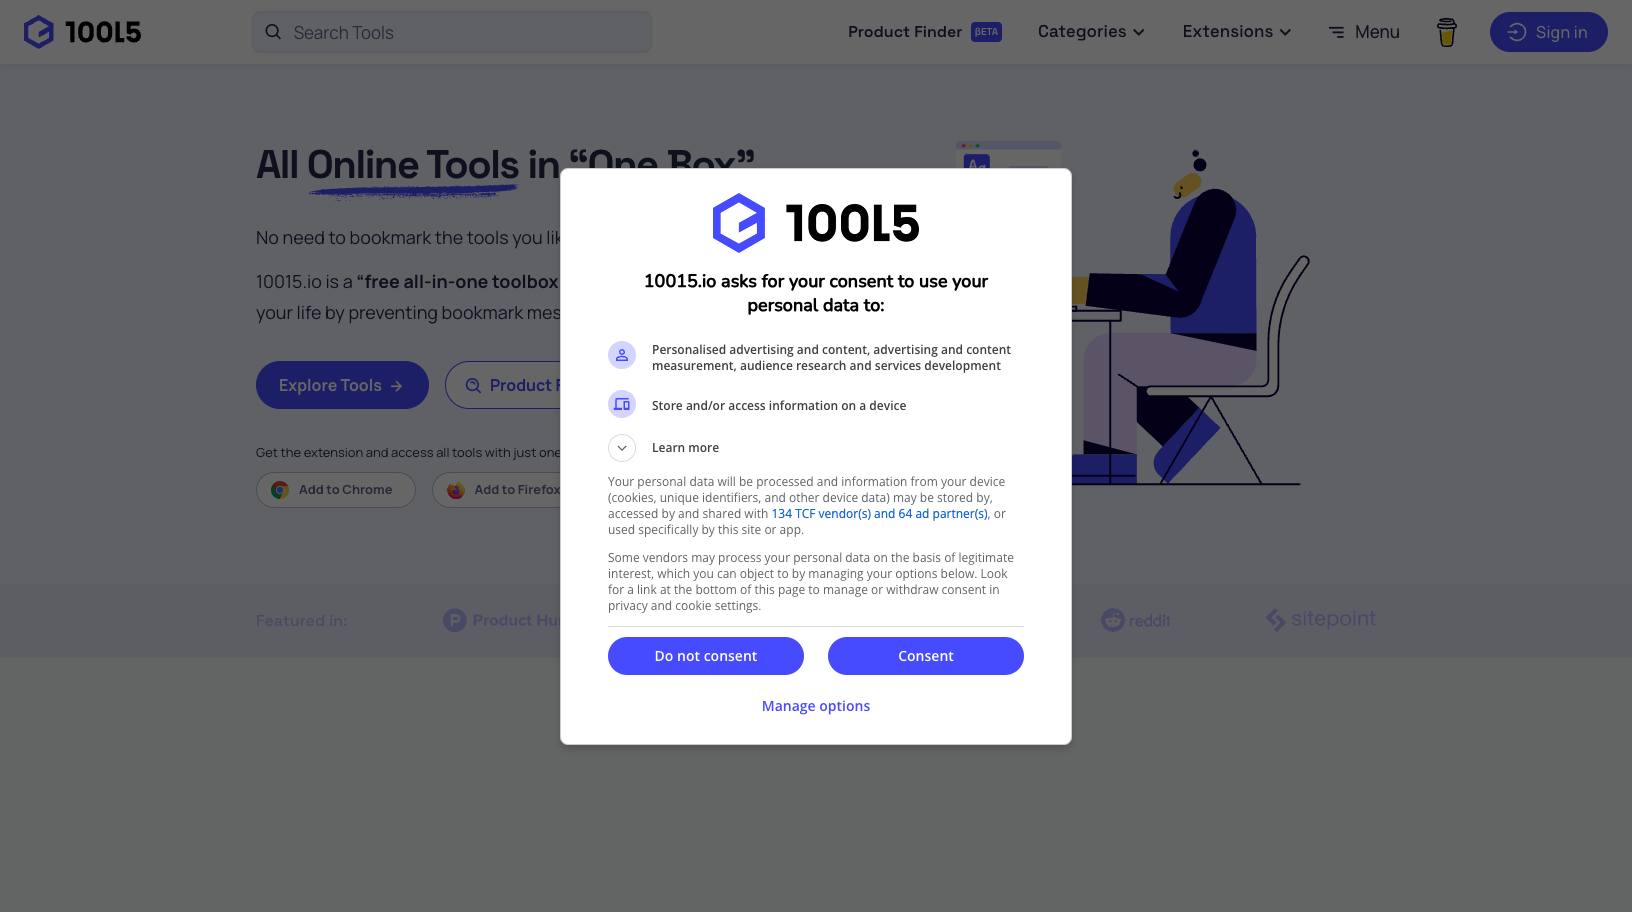 10015
Search Tools
Product Finder BETA
Categories
Extensions
Menu
Sign in
All Online Tools in “One Box”
No need to bookmark the tools you
10015.io is a “free all-in-one toolbox
your life by preventing bookmark
Explore Tools
Product
Get the extension and access all tools with just one
Add to Chrome
Add to Firefox
Featured in:
Product
reddit
sitepoint
Ag
10015
10015.io asks for your consent to use your
personal data to:
Personalised advertising and content, advertising and content
measurement, audience research and services development
Store and/or access information on a device
Learn more
Your personal data will be processed and information from your device
(cookies, unique identifiers, and other device data) may be stored by,
accessed by and shared with 134 TCF vendor(s) and 64 ad partner(s), or
used specifically by this site or app.
Some vendors may process your personal data on the basis of legitimate
interest, which you can object to by managing your options below. Look
for a link at the bottom of this page to manage or withdraw consent in
privacy and cookie settings.
Do not consent
Consent
Manage options